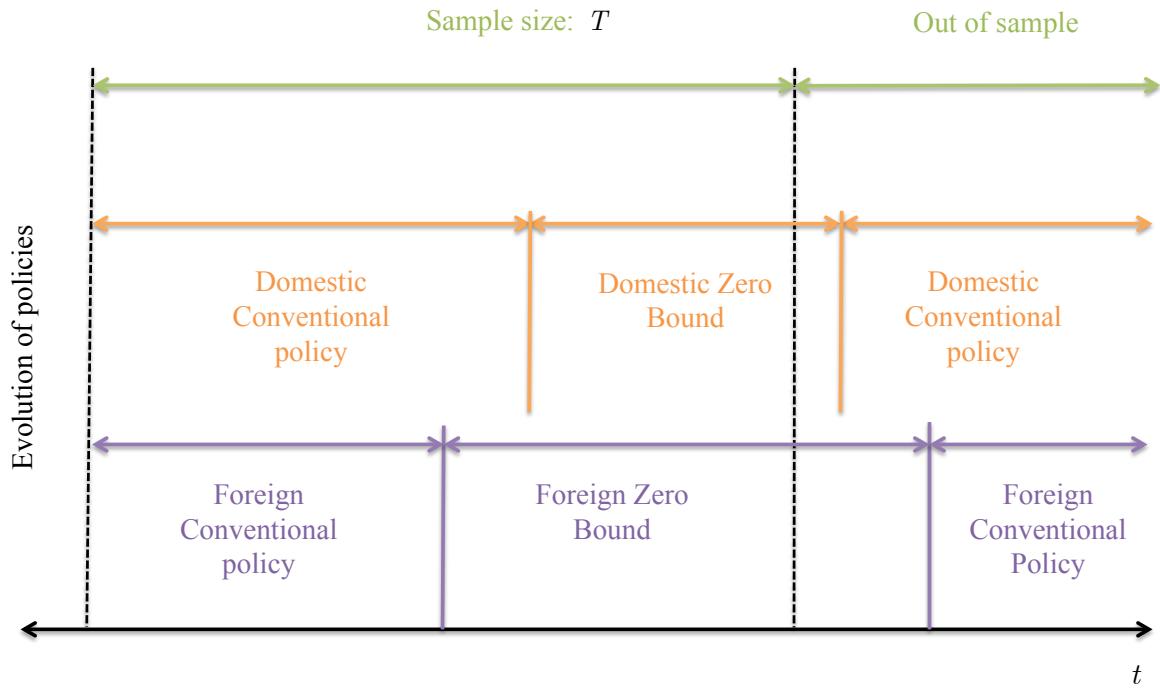 Sample size: T
Out of sample
Evolution of policies
Domestic
Conventional
policy
Domestic Zero
Bound
Domestic
Conventional
policy
Foreign
Conventional
policy
Foreign Zero
Bound
Foreign
Conventional
Policy
t